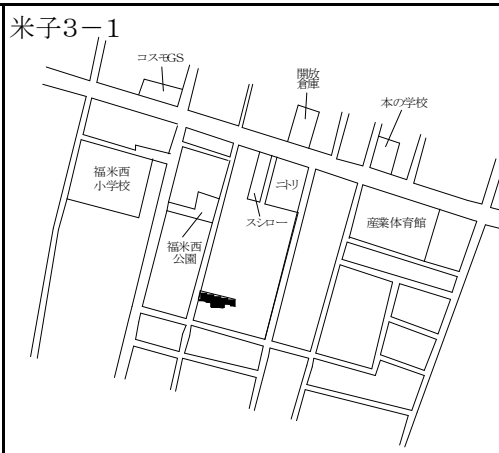 米子3-1
コスモGS
開放
倉庫
本の学校
福米西
小学校
ニトリ
スシロー
産業体育館
福米西
公園